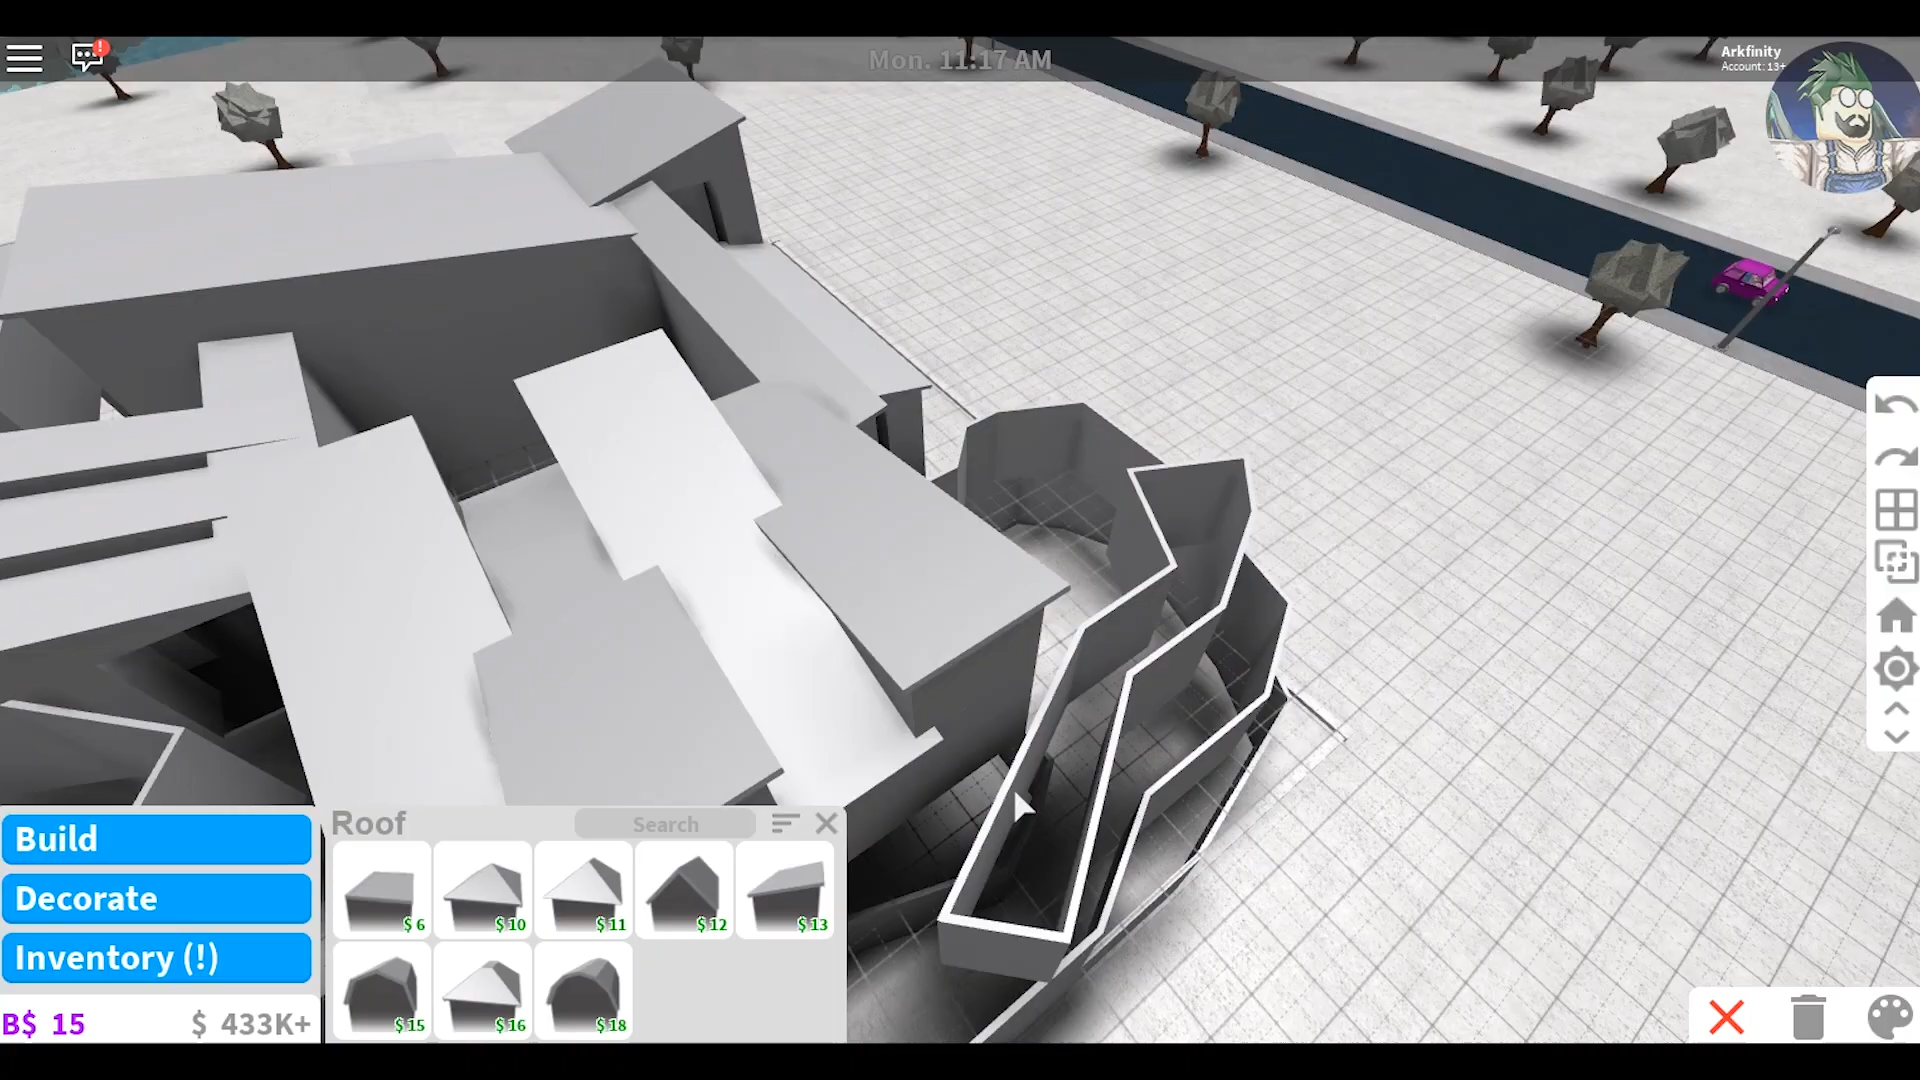 Mon. 11:17 AM
Arkfinity
Account: 13+
!
Build
Decorate
Inventory (!)
B$ 15
$ 433K+
Roof
Search
$ 6
$ 10
$ 11
$ 12
$ 13
$ 15
$ 16
$ 18